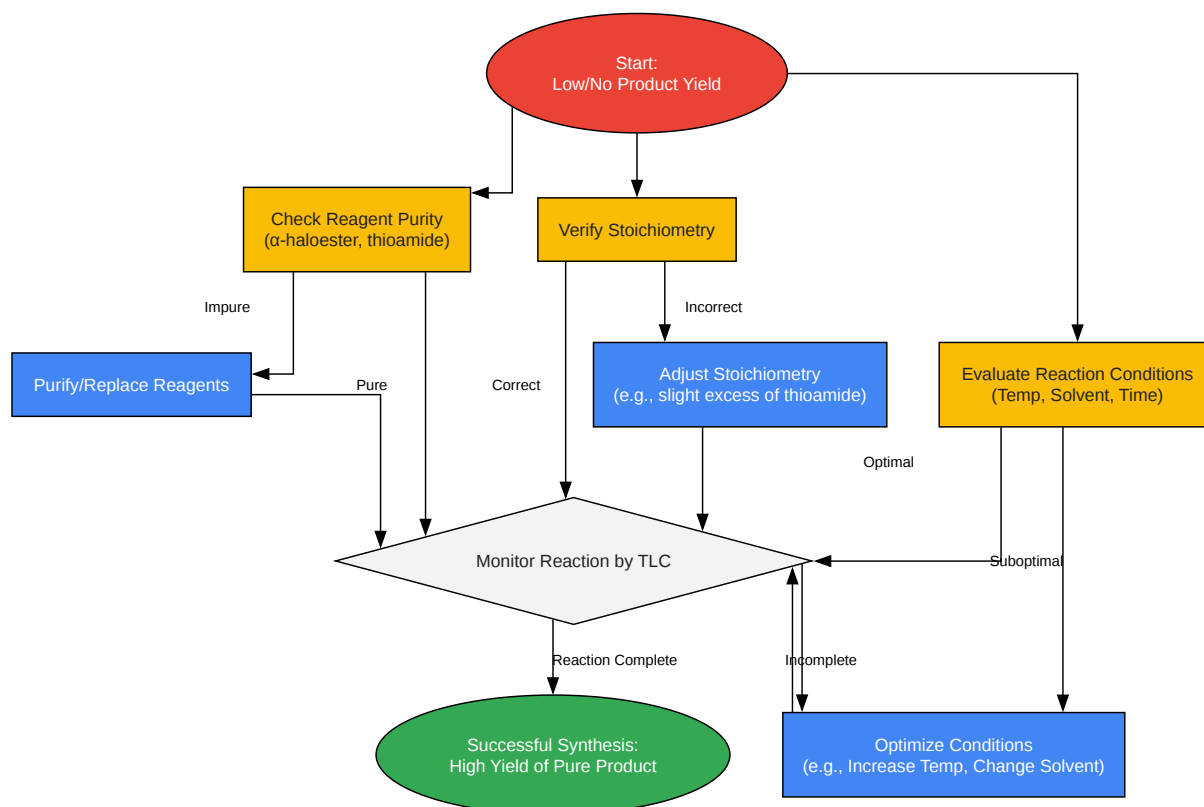 Start:
Low/No Product Yield
Check Reagent Purity
(α-haloester, thioamide)
Verify Stoichiometry
Impure
Incorrect
Purify/Replace Reagents
Pure
Correct
Adjust Stoichiometry
(e.g., slight excess of thioamide)
Evaluate Reaction Conditions
(Temp, Solvent, Time)
Optimal
Monitor Reaction by TLC
Suboptimal
Reaction Complete
Incomplete
Successful Synthesis:
High Yield of Pure Product
Optimize Conditions
(e.g., Increase Temp, Change Solvent)